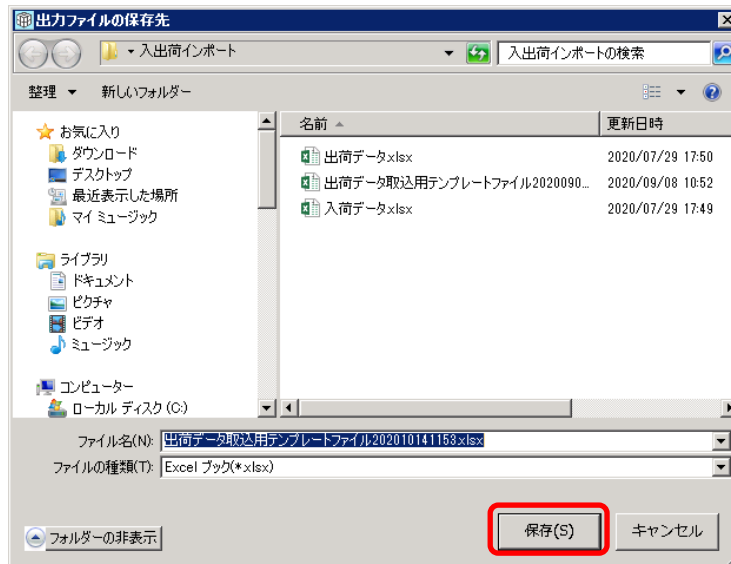 出力ファイルの保存先
入出荷インポート
入出荷インポートの検索
整理 新しいフォルダー
お気に入り
ダウンロード
デスクトップ
最近表示した場所
マイ ミュージック
ライブラリ
ドキュメント
ピクチャ
ビデオ
ミュージック
コンピューター
ローカル ディスク (C:)
名前 更新日時
出荷データ.xlsx 2020/07/29 17:50
出荷データ取込用テンプレートファイル2020090... 2020/09/08 10:52
入荷データ.xlsx 2020/07/29 17:49
ファイル名(N): 出荷データ取込用テンプレートファイル202010141153.xlsx
ファイルの種類(T): Excel ブック(*.xlsx)
フォルダーの非表示
保存(S) キャンセル